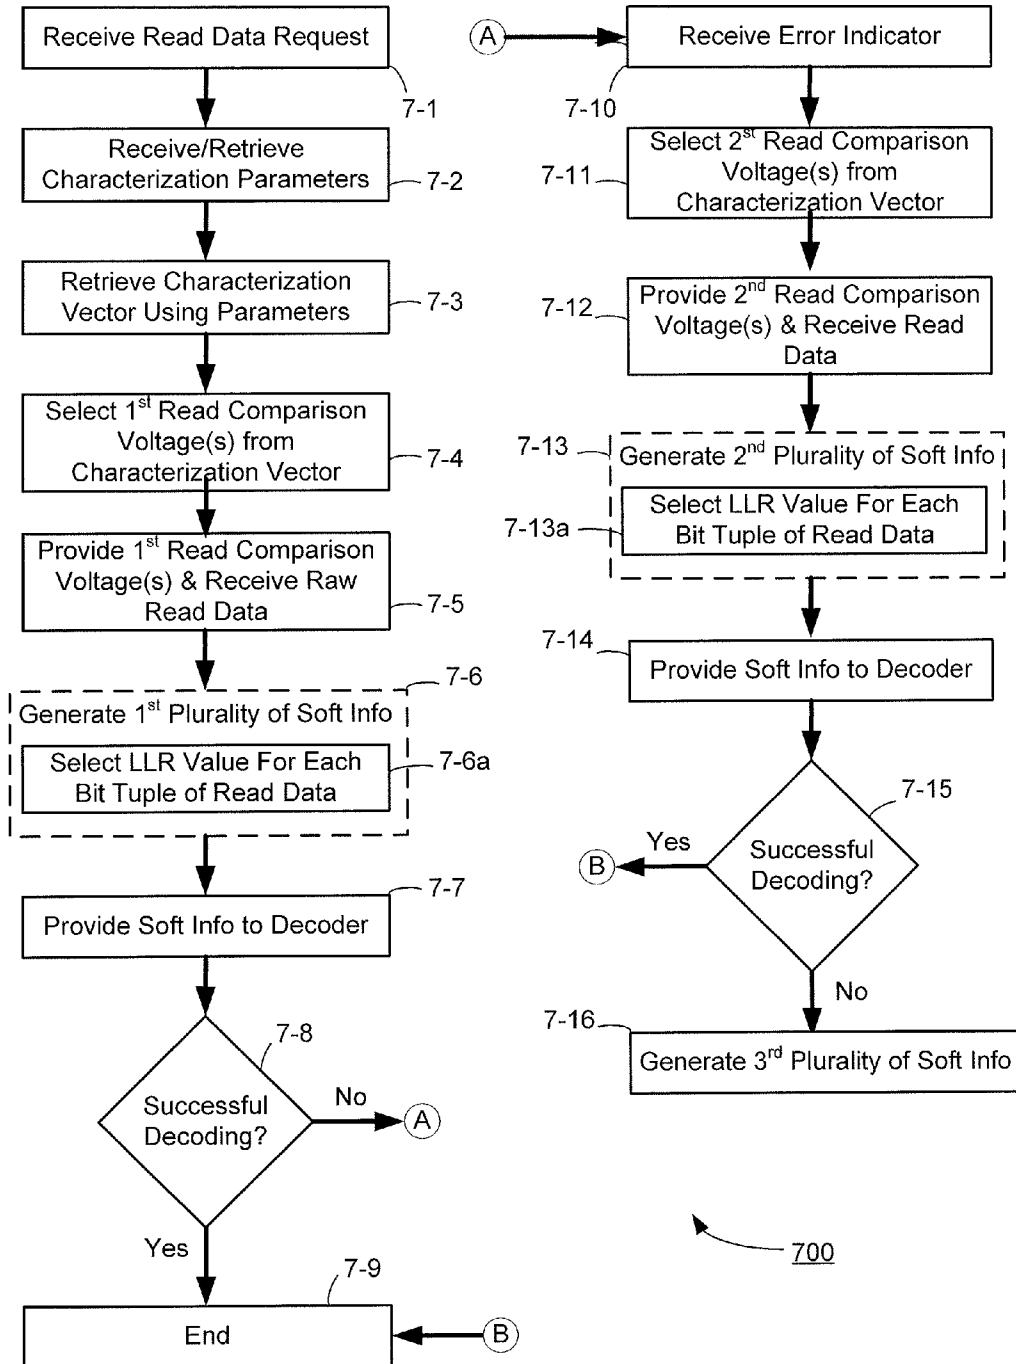 Receive Read Data Request
7-1
Receive/Retrieve
Characterization Parameters
7-2
Retrieve Characterization
Vector Using Parameters
7-3
Select 1st Read Comparison
Voltage(s) from
Characterization Vector
7-4
Provide 1st Read Comparison
Voltage(s) & Receive Raw
Read Data
7-5
7-6
Generate 1st Plurality of Soft Info
Select LLR Value For Each
Bit Tuple of Read Data
7-6a
7-7
Provide Soft Info to Decoder
7-8
Successful
Decoding?
No
A
Yes
7-9
End
B
A
Receive Error Indicator
7-10
Select 2st Read Comparison
Voltage(s) from
Characterization Vector
7-11
Provide 2nd Read Comparison
Voltage(s) & Receive Read
Data
7-12
7-13
Generate 2nd Plurality of Soft Info
Select LLR Value For Each
Bit Tuple of Read Data
7-13a
7-14
Provide Soft Info to Decoder
7-15
Successful
Decoding?
Yes
B
No
7-16
Generate 3rd Plurality of Soft Info
700